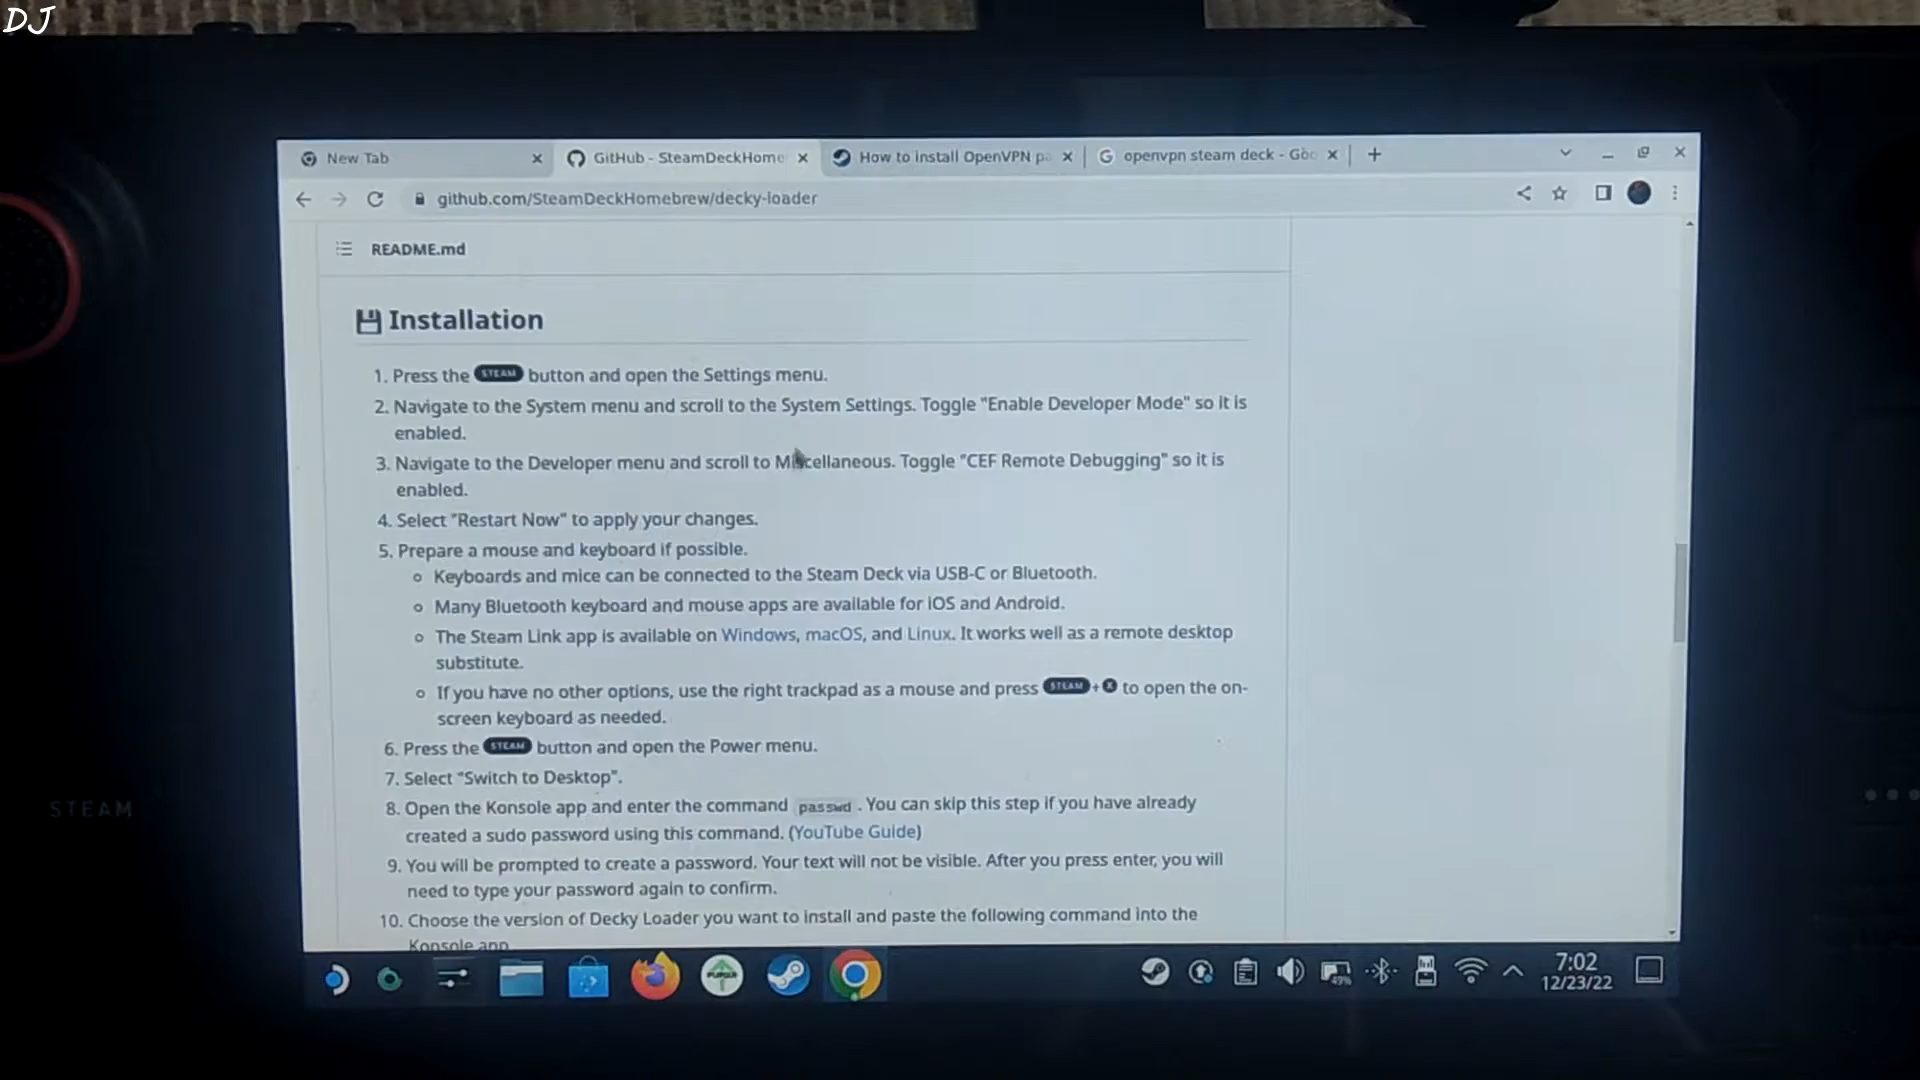 DJ
New Tab
GitHub - SteamDeckHome
How to install OpenVPN pa
openvpn steam deck - Goo
github.com/SteamDeckHomebrew/decky-loader
README.md
Installation
1. Press the STEAM button and open the Settings menu.
2. Navigate to the System menu and scroll to the System Settings. Toggle "Enable Developer Mode" so it is
enabled.
3. Navigate to the Developer menu and scroll to Miscellaneous. Toggle "CEF Remote Debugging" so it is
enabled.
4. Select "Restart Now" to apply your changes.
5. Prepare a mouse and keyboard if possible.
Keyboards and mice can be connected to the Steam Deck via USB-C or Bluetooth.
Many Bluetooth keyboard and mouse apps are available for iOS and Android.
The Steam Link app is available on Windows, macOS, and Linux. It works well as a remote desktop
substitute.
If you have no other options, use the right trackpad as a mouse and press STEAM+X to open the on-
screen keyboard as needed.
6. Press the STEAM button and open the Power menu.
7. Select "Switch to Desktop".
8. Open the Konsole app and enter the command passwd . You can skip this step if you have already
created a sudo password using this command. (YouTube Guide)
9. You will be prompted to create a password. Your text will not be visible. After you press enter, you will
need to type your password again to confirm.
10. Choose the version of Decky Loader you want to install and paste the following command into the
Konsole app
STEAM
49%
7:02
12/23/22